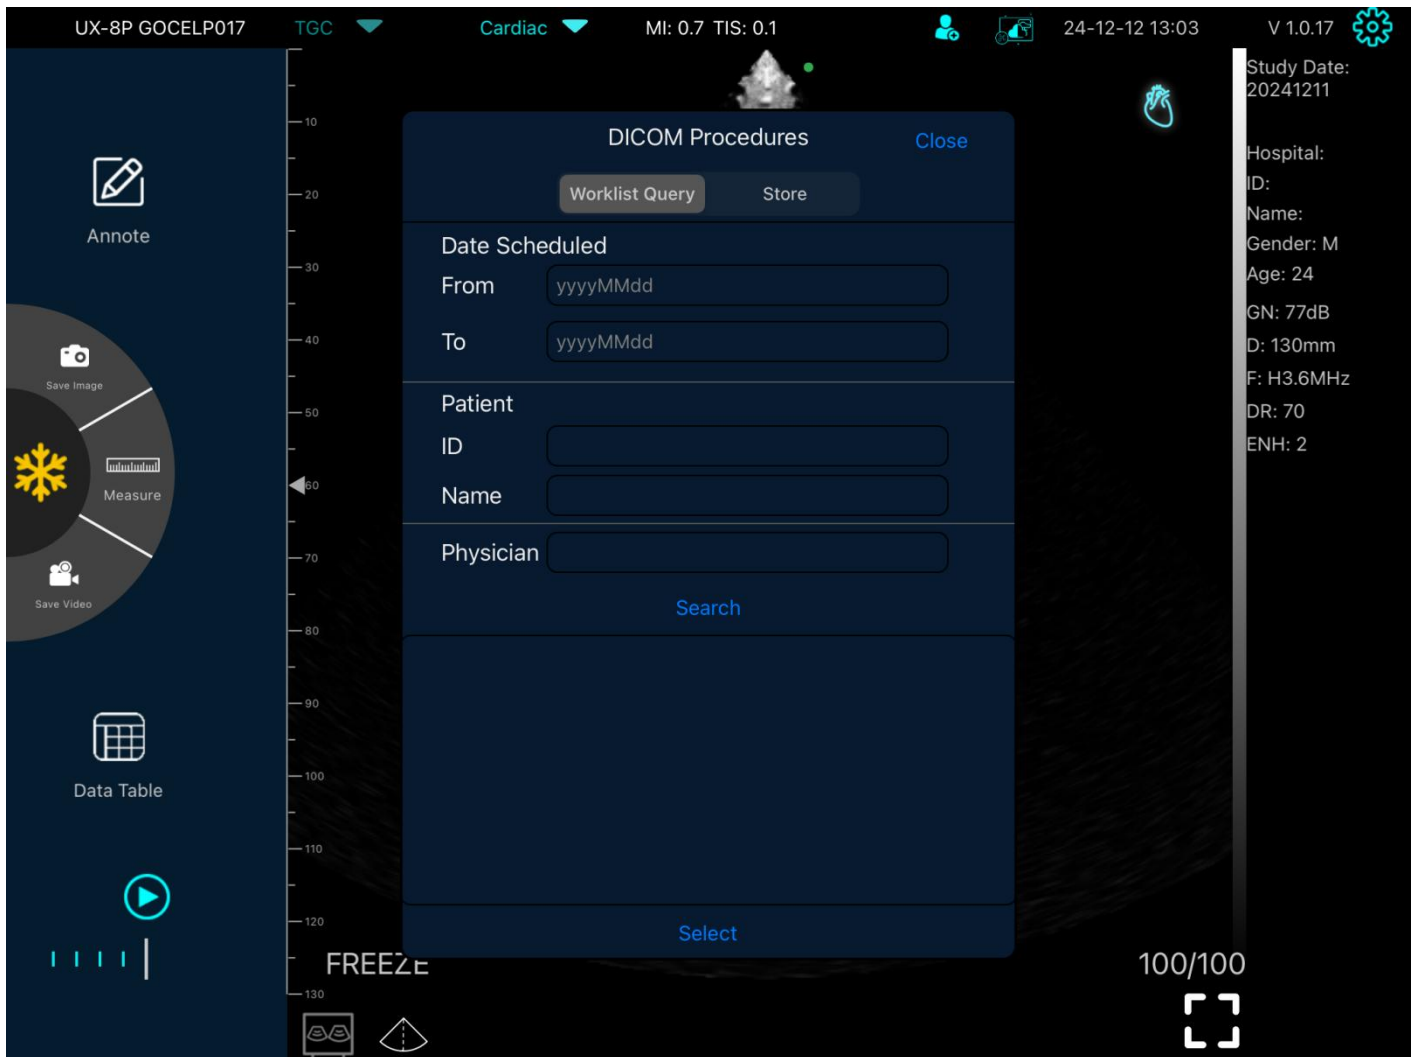 UX-8P GOCELP017 TGC Cardiac MI: 0.7 TIS: 0.1 24-12-12 13:03 V 1.0.17
Annote
Save Image
Measure
Save Video
Data Table
10
20
30
40
50
60
70
80
90
100
110
120
130
DICOM Procedures Close
Worklist Query Store
Date Scheduled
From yyyyMMdd
To yyyyMMdd
Patient
ID
Name
Physician
Search
Select
FREEZE 100/100
Study Date:
20241211
Hospital:
ID:
Name:
Gender: M
Age: 24
GN: 77dB
D: 130mm
F: H3.6MHz
DR: 70
ENH: 2